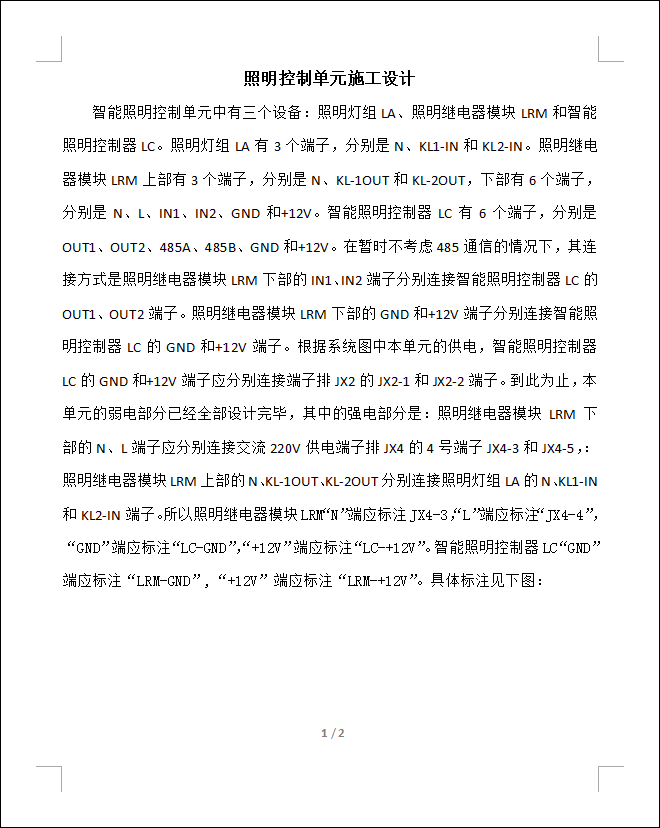 照明控制单元施工设计
智能照明控制单元中有三个设备：照明灯组 LA、照明继电器模块 LRM 和智能
照明控制器 LC。照明灯组 LA 有 3 个端子，分别是 N、KL1-IN 和 KL2-IN。照明继电
器模块 LRM 上部有 3 个端子，分别是 N、KL-1OUT 和 KL-2OUT，下部有 6 个端子，
分别是 N、L、IN1、IN2、GND 和+12V。智能照明控制器 LC 有 6 个端子，分别是
OUT1、OUT2、485A、485B、GND 和+12V。在暂时不考虑 485 通信的情况下，其连
接方式是照明继电器模块 LRM 下部的 IN1、IN2 端子分别连接智能照明控制器 LC 的
OUT1、OUT2 端子。照明继电器模块 LRM 下部的 GND 和+12V 端子分别连接智能照
明控制器 LC 的 GND 和+12V 端子。根据系统图中本单元的供电，智能照明控制器
LC 的 GND 和+12V 端子应分别连接端子排 JX2 的 JX2-1 和 JX2-2 端子。到此为止，本
单元的弱电部分已经全部设计完毕，其中的强电部分是：照明继电器模块 LRM 下
部的 N、L 端子应分别连接交流 220V 供电端子排 JX4 的 4 号端子 JX4-3 和 JX4-5，:
照明继电器模块 LRM 上部的 N、KL-1OUT、KL-2OUT 分别连接照明灯组 LA 的 N、KL1-IN
和 KL2-IN 端子。所以照明继电器模块 LRM“N”端应标注 JX4-3，“L”端应标注“JX4-4”，
“GND”端应标注“LC-GND”，“+12V”端应标注“LC-+12V”。智能照明控制器 LC“GND”
端应标注“LRM-GND”，“+12V”端应标注“LRM-+12V”。具体标注见下图：
1 / 2